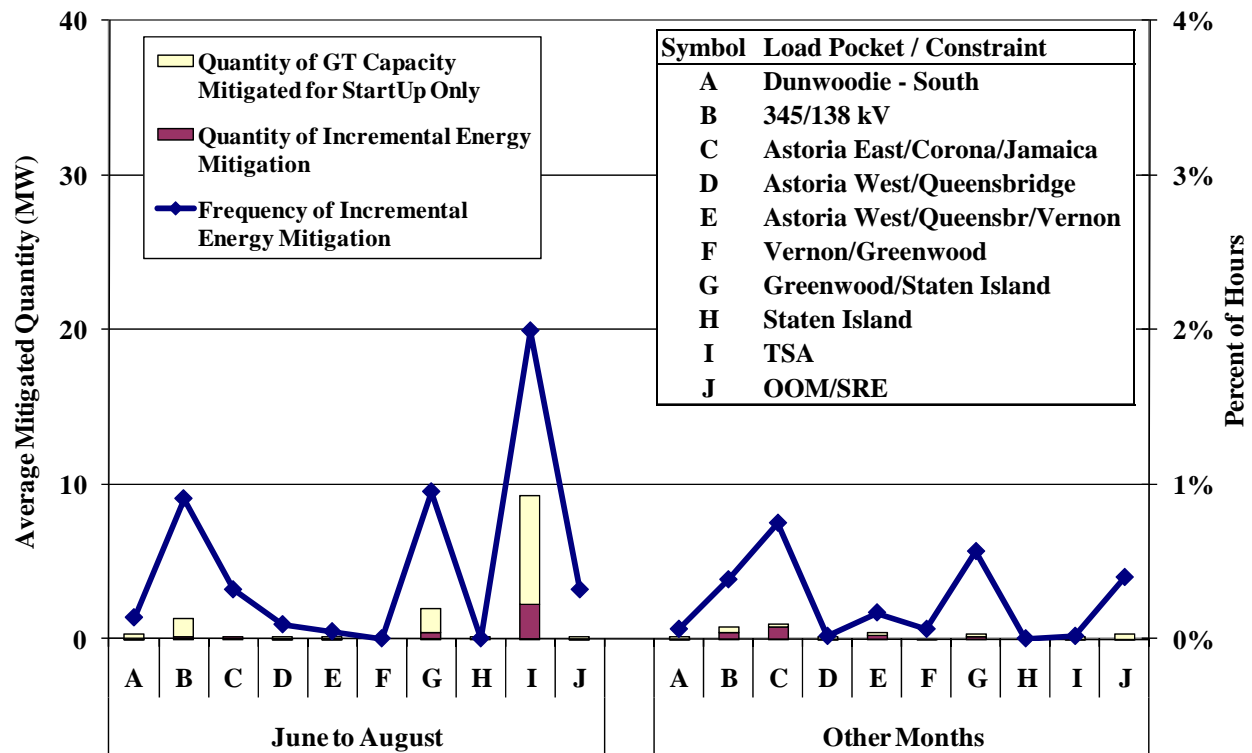 40
30
20
10
0
Average Mitigated Quantity (MW)
Quantity of GT Capacity
Mitigated for StartUp Only
Quantity of Incremental Energy
Mitigation
Frequency of Incremental
Energy Mitigation
Symbol Load Pocket / Constraint
A Dunwoodie - South
B 345/138 kV
C Astoria East/Corona/Jamaica
D Astoria West/Queensbridge
E Astoria West/Queensbr/Vernon
F Vernon/Greenwood
G Greenwood/Staten Island
H Staten Island
I TSA
J OOM/SRE
4%
3%
2%
1%
0%
Percent of Hours
A B C D E F G H I J A B C D E F G H I J
June to August Other Months